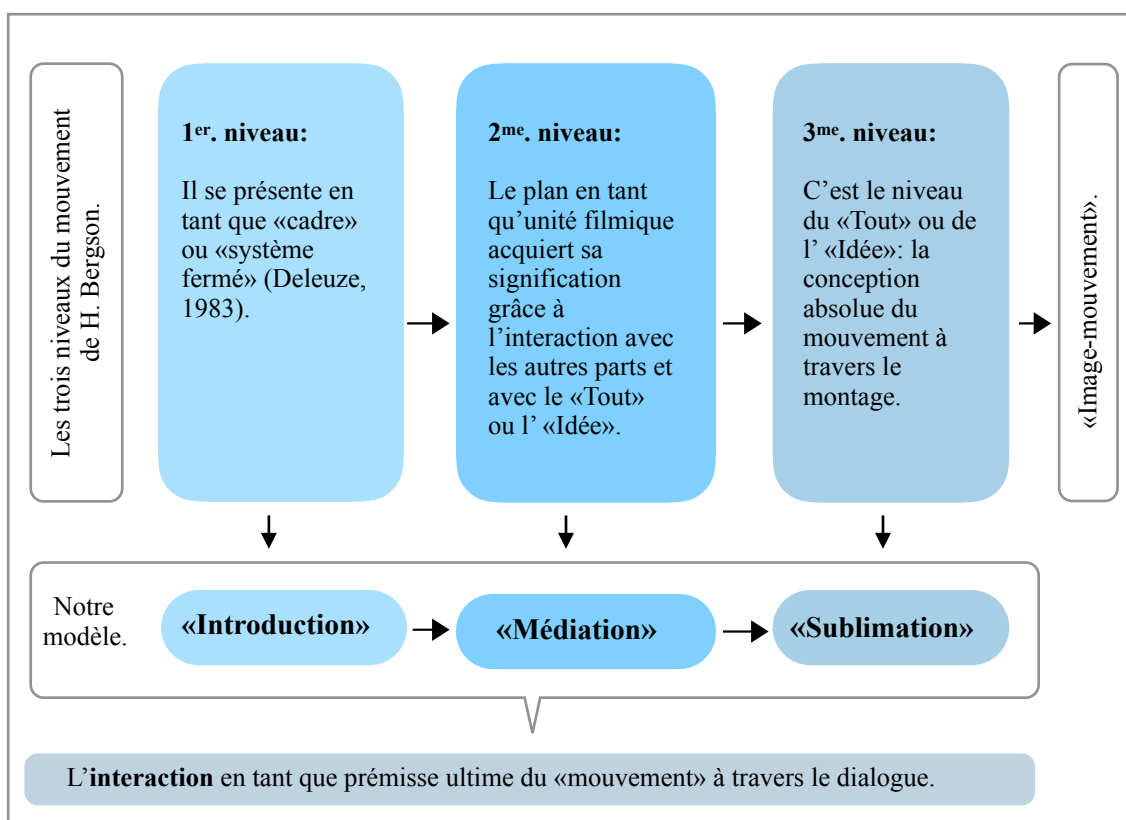 Les trois niveaux du mouvement
de H. Bergson.
1er. niveau:
Il se présente en
tant que «cadre»
ou «système
fermé» (Deleuze,
1983).
2me. niveau:
Le plan en tant
qu’unité filmique
acquiert sa
signification
grâce à
l’interaction avec
les autres parts et
avec le «Tout»
ou l’ «Idée».
3me. niveau:
C’est le niveau
du «Tout» ou de
l’ «Idée»: la
conception
absolue du
mouvement à
travers le
montage.
«Image-mouvement».
Notre
modèle.
«Introduction»
«Médiation»
«Sublimation»
L’interaction en tant que prémisse ultime du «mouvement» à travers le dialogue.